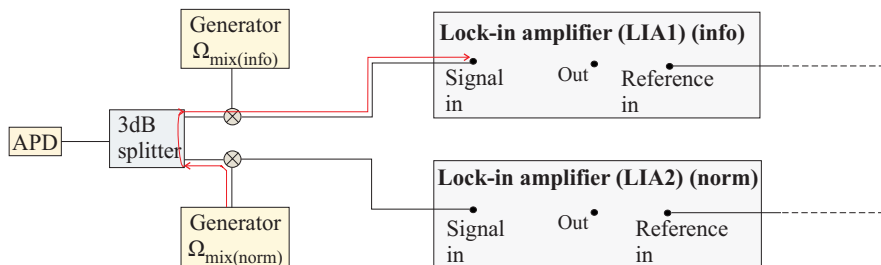 Generator
Ωmix(info)
Lock-in amplifier (LIA1) (info)
Signal
in
Out
Reference
in
APD
3dB
splitter
Lock-in amplifier (LIA2) (norm)
Generator
Ωmix(norm)
Signal
in
Out
Reference
in